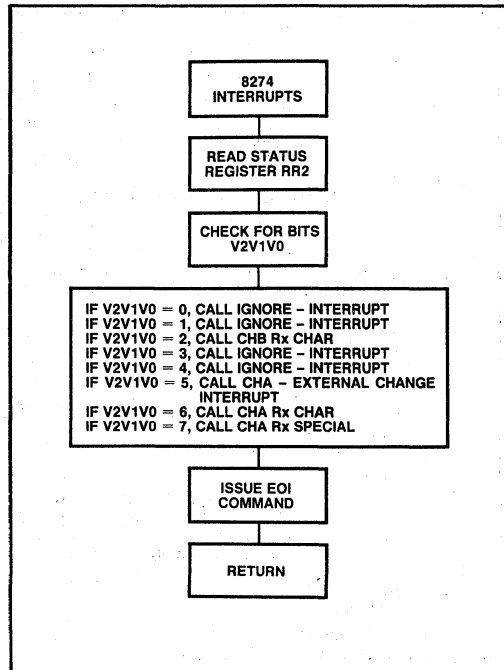 8274
INTERRUPTS
READ STATUS
REGISTER RR2
CHECK FOR BITS
V2V1V0
IF V2V1V0 = 0, CALL IGNORE – INTERRUPT
IF V2V1V0 = 1, CALL IGNORE – INTERRUPT
IF V2V1V0 = 2, CALL CHB Rx CHAR
IF V2V1V0 = 3, CALL IGNORE – INTERRUPT
IF V2V1V0 = 4, CALL IGNORE – INTERRUPT
IF V2V1V0 = 5, CALL CHA – EXTERNAL CHANGE
INTERRUPT
IF V2V1V0 = 6, CALL CHA Rx CHAR
IF V2V1V0 = 7, CALL CHA Rx SPECIAL
ISSUE EOI
COMMAND
RETURN